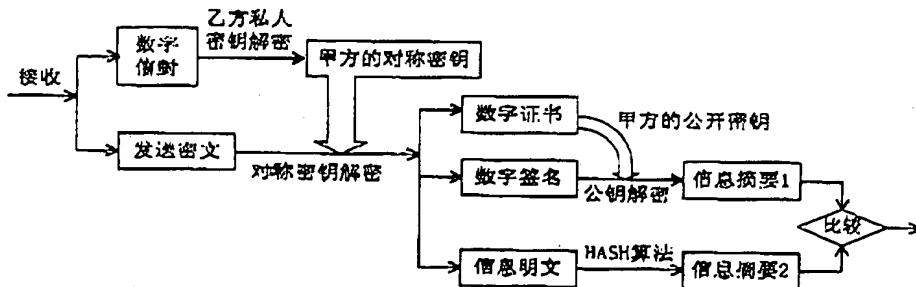 接收
数字
信封
乙方私人
密钥解密
甲方的对称密钥
发送密文
对称密钥解密
数字证书
甲方的公开密钥
数字签名
公钥解密
信息摘要1
比较
信息明文
HASH算法
信息摘要2